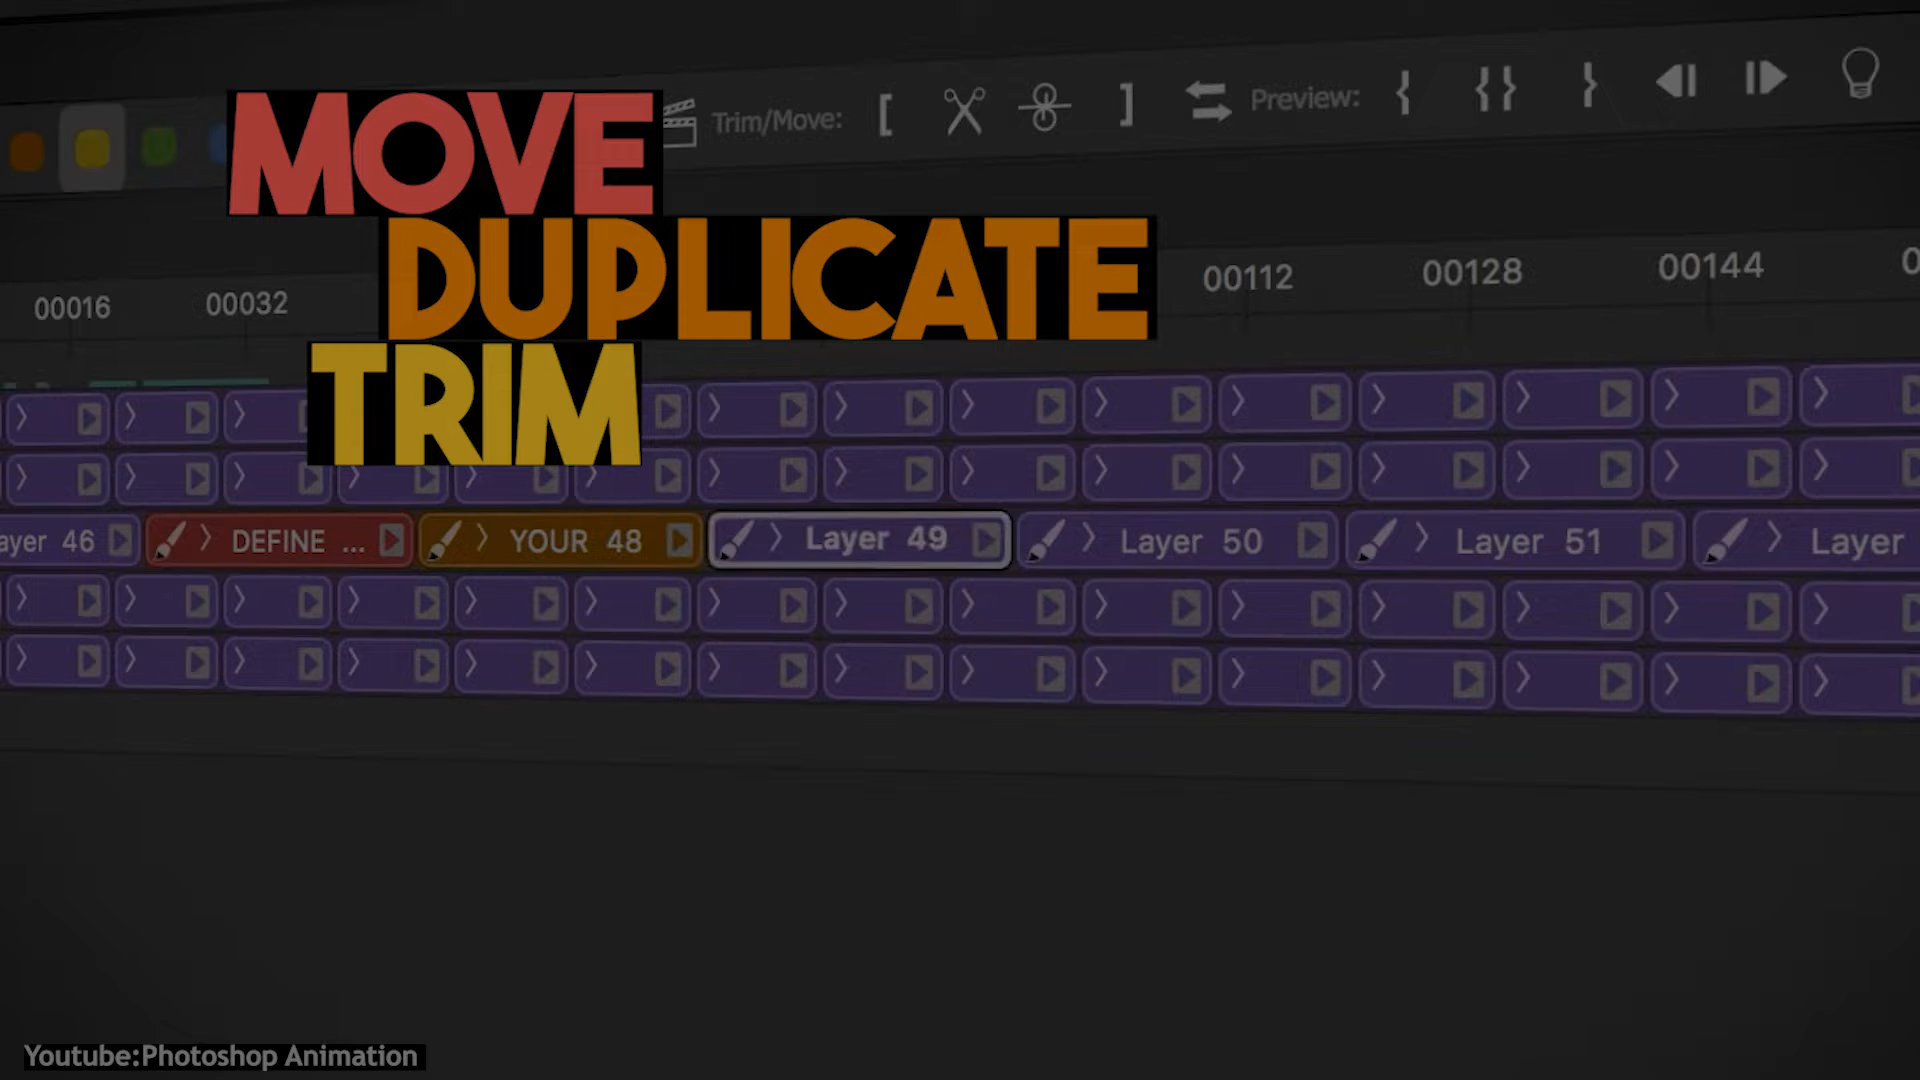 MOVE
Trim/Move:
Preview:
DUPLICATE
TRIM
00016
00032
00112
00128
00144
ayer 46
DEFINE ...
YOUR 48
Layer 49
Layer 50
Layer 51
Layer
Youtube:Photoshop Animation